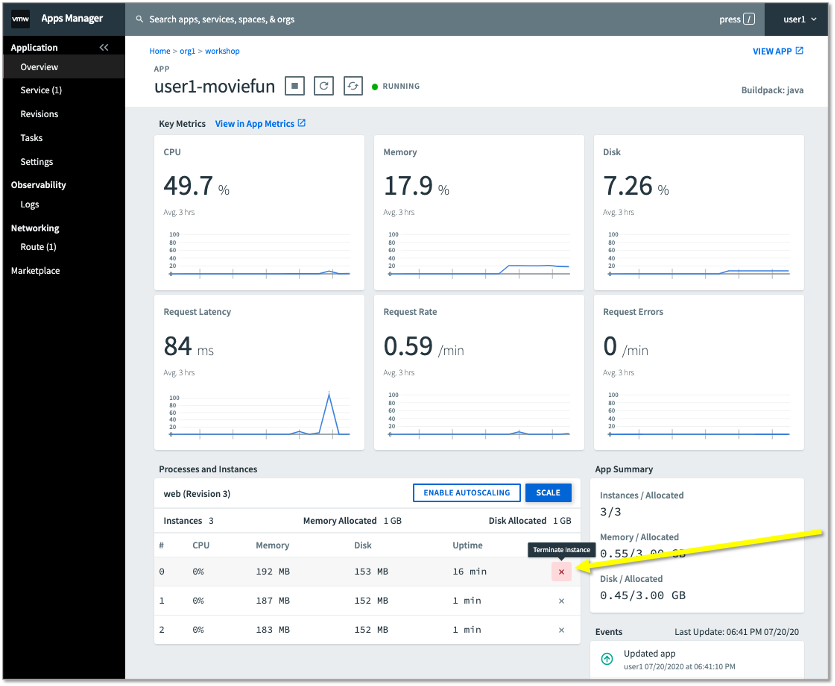 vmw Apps Manager
Search apps, services, spaces, & orgs
press /
user1
Application
Overview
Service (1)
Revisions
Tasks
Settings
Observability
Logs
Networking
Route (1)
Marketplace
Home > org1 > workshop
VIEW APP
APP
user1-moviefun
RUNNING
Buildpack: java
Key Metrics View in App Metrics
CPU
49.7 %
Avg. 3 hrs
100
80
60
40
20
0
Memory
17.9 %
Avg. 3 hrs
100
80
60
40
20
0
Disk
7.26 %
Avg. 3 hrs
100
80
60
40
20
0
Request Latency
84 ms
Avg. 3 hrs
100
80
60
40
20
0
Request Rate
0.59 /min
Avg. 3 hrs
100
80
60
40
20
0
Request Errors
0 /min
Avg. 3 hrs
100
80
60
40
20
0
Processes and Instances
web (Revision 3)
ENABLE AUTOSCALING
SCALE
Instances 3 Memory Allocated 1 GB Disk Allocated 1 GB
# CPU Memory Disk Uptime
Terminate Instance
0 0% 192 MB 153 MB 16 min ×
1 0% 187 MB 152 MB 1 min ×
2 0% 183 MB 152 MB 1 min ×
App Summary
Instances / Allocated
3/3
Memory / Allocated
0.55/3.00 GB
Disk / Allocated
0.45/3.00 GB
Events Last Update: 06:41 PM 07/20/20
Updated app
user1 07/20/2020 at 06:41:10 PM